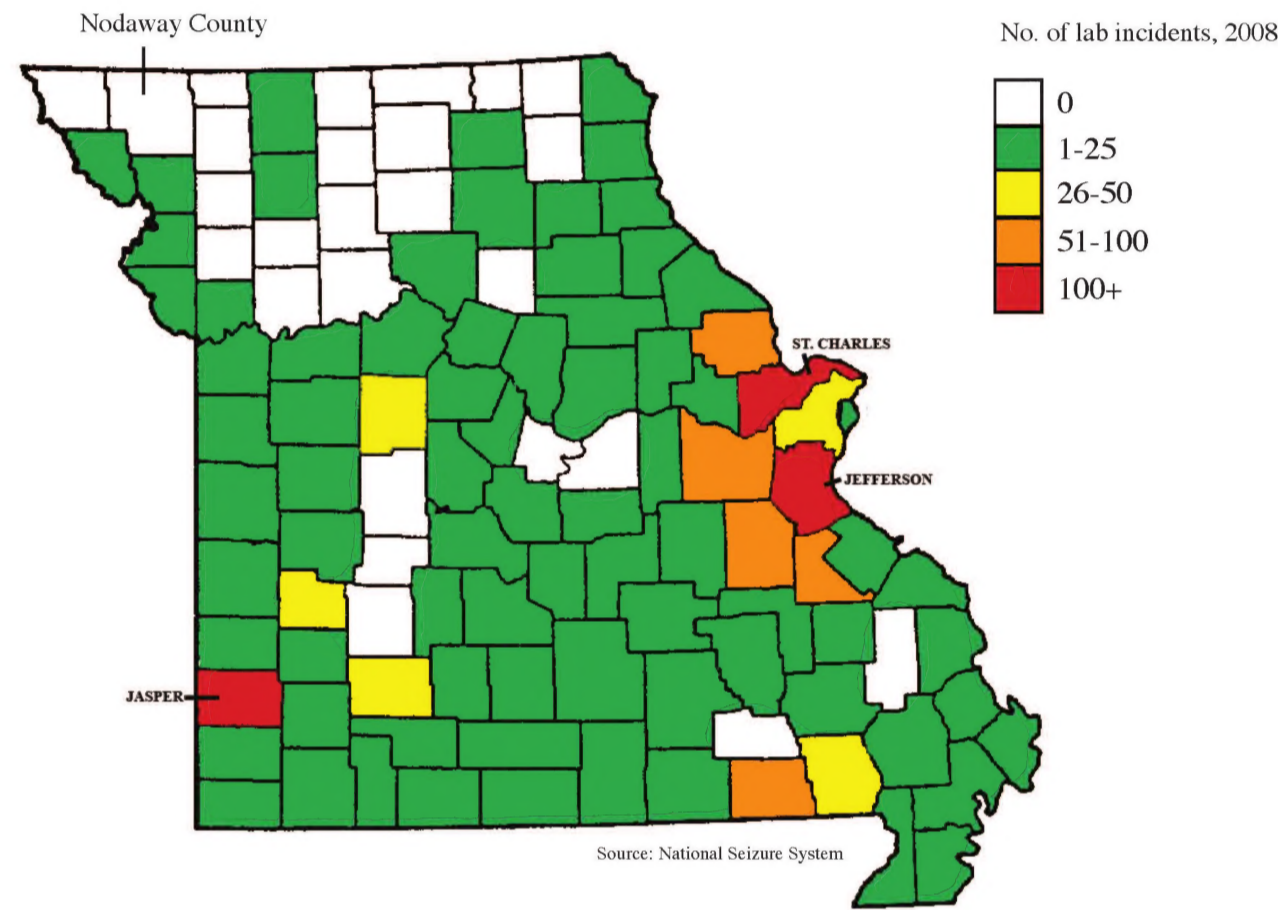 Nodaway County
No. of lab incidents, 2008
0
1-25
26-50
51-100
100+
ST. CHARLES
JEFFERSON
JASPER
Source: National Seizure System